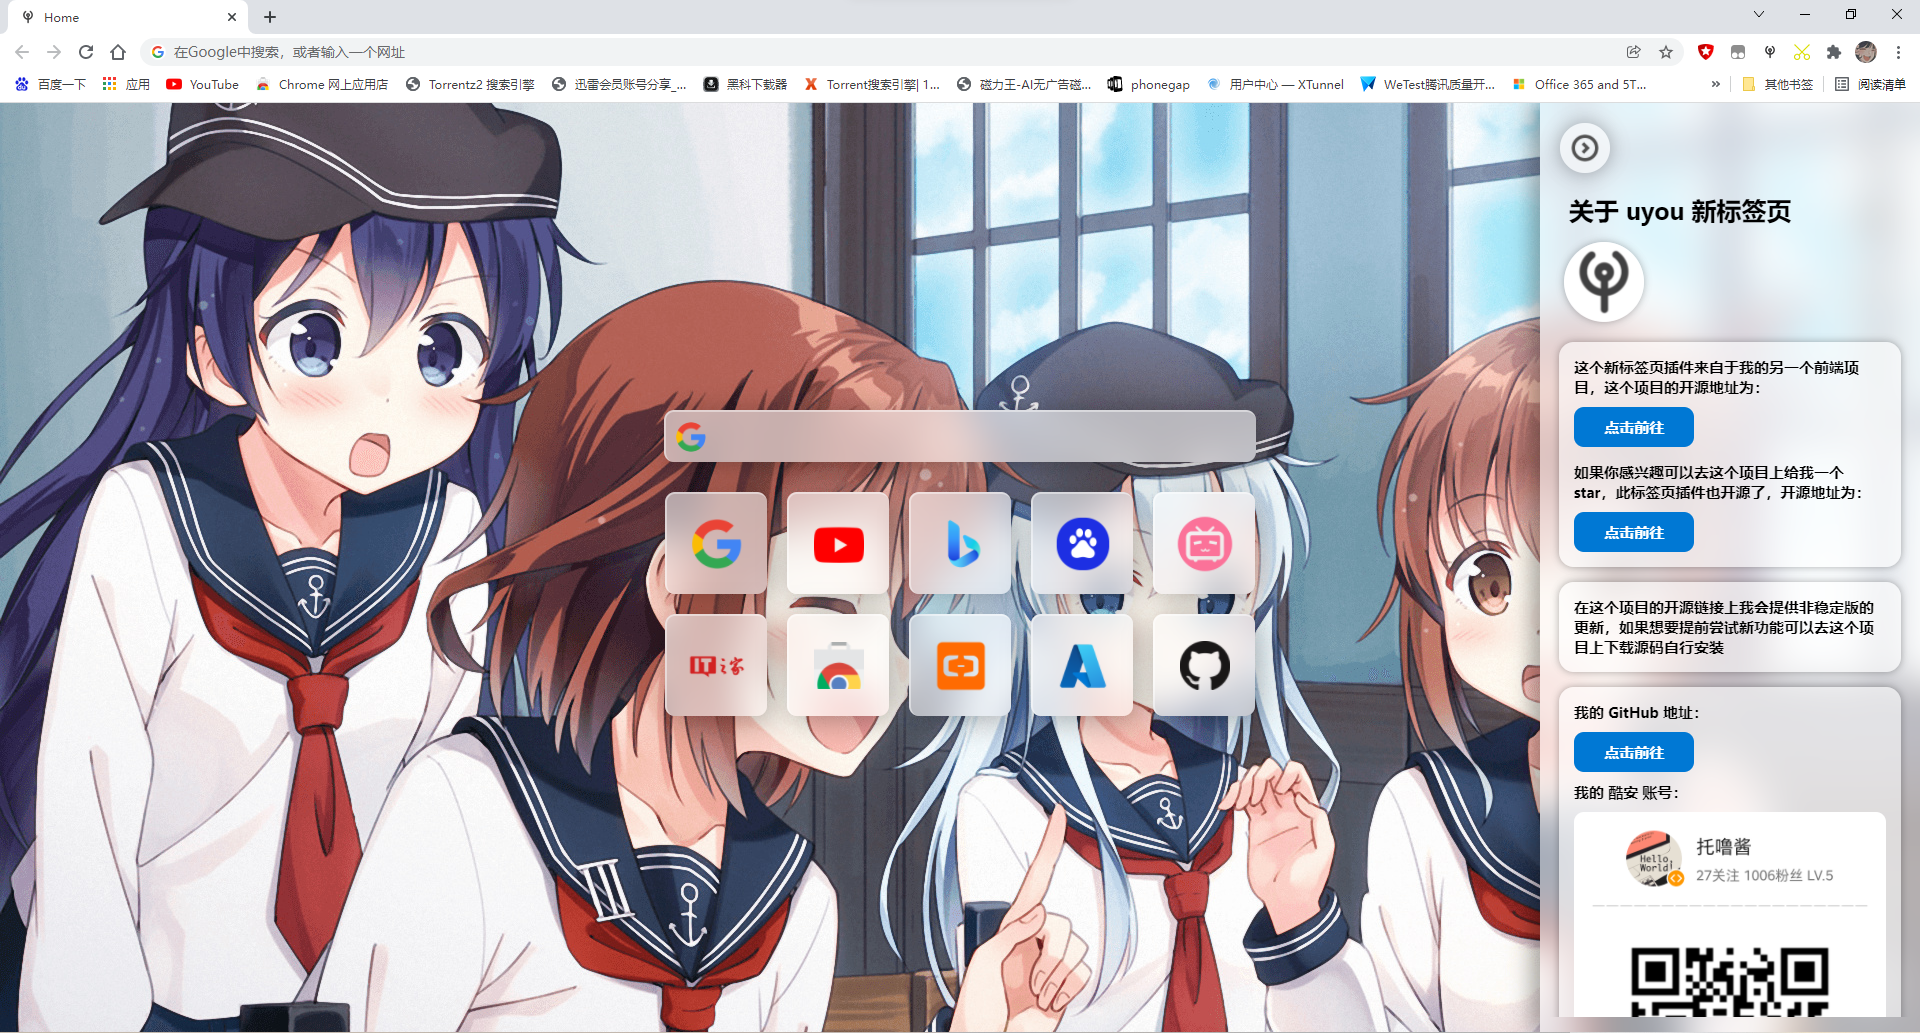 Home
在Google中搜索，或者输入一个网址
百度一下 应用 YouTube Chrome 网上应用店 Torrentz2 搜索引擎 迅雷会员账号分享_... 黑科下载器 Torrent搜索引擎| 1... 磁力王-AI无广告磁... phonegap 用户中心 — XTunnel WeTest腾讯质量开... Office 365 and 5T... » 其他书签 阅读清单
关于 uyou 新标签页
这个新标签页插件来自于我的另一个前端项
目，这个项目的开源地址为：
点击前往
如果你感兴趣可以去这个项目上给我一个
star，此标签页插件也开源了，开源地址为：
点击前往
IT之家
在这个项目的开源链接上我会提供非稳定版的
更新，如果想要提前尝试新功能可以去这个项
目上下载源码自行安装
我的 GitHub 地址：
点击前往
我的 酷安 账号：
Hello,
World!
托噜酱
27关注 1006粉丝 LV.5